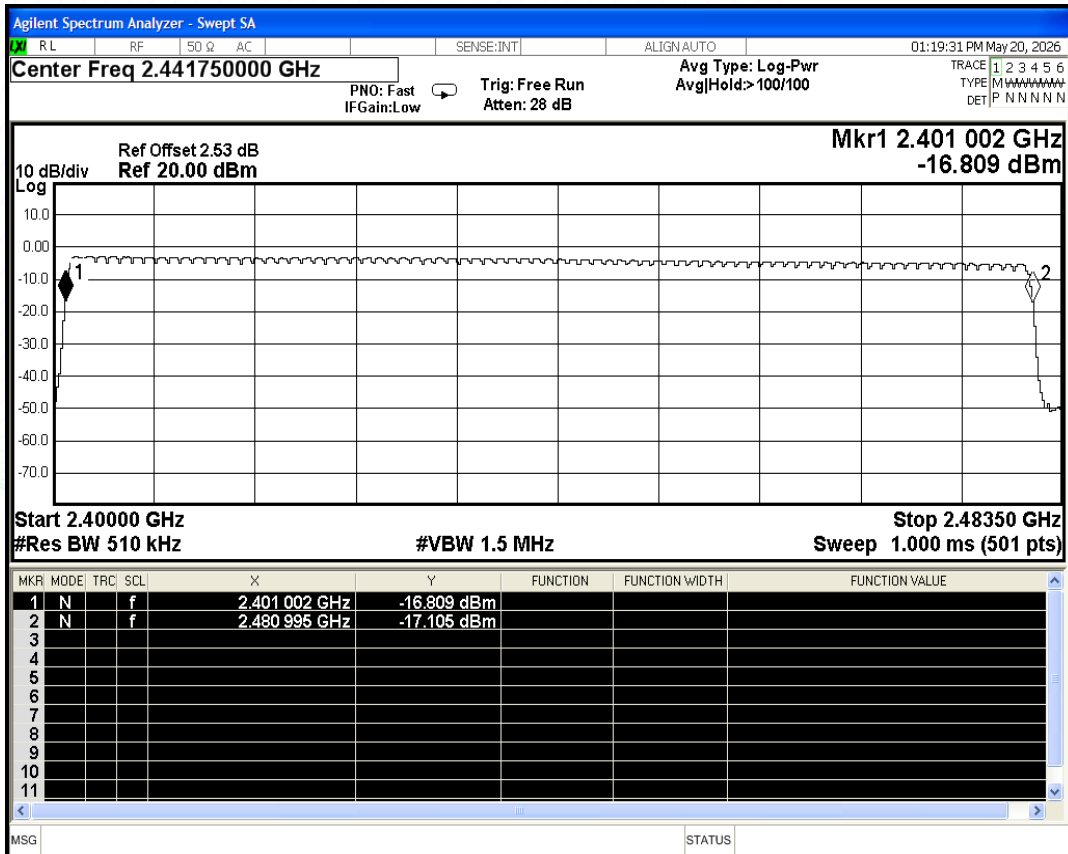 Agilent Spectrum Analyzer - Swept SA
LXI RL RF 50 Ω AC SENSE:INT ALIGNAUTO 01:19:31 PM May 20, 2026
Center Freq 2.441750000 GHz
PNO: Fast
IFGain:Low
Trig: Free Run
Atten: 28 dB
Avg Type: Log-Pwr
Avg|Hold:>100/100
TRACE 1 2 3 4 5 6
TYPE M WWWWW
DET P N N N N N
Mkr1 2.401 002 GHz
-16.809 dBm
Ref Offset 2.53 dB
10 dB/div Ref 20.00 dBm
Log
10.0
0.00
-10.0
-20.0
-30.0
-40.0
-50.0
-60.0
-70.0
1
2
Start 2.40000 GHz Stop 2.48350 GHz
#Res BW 510 kHz #VBW 1.5 MHz Sweep 1.000 ms (501 pts)
MKR MODE TRC SCL X Y FUNCTION FUNCTION WIDTH FUNCTION VALUE
1 N f 2.401 002 GHz -16.809 dBm
2 N f 2.480 995 GHz -17.105 dBm
3
4
5
6
7
8
9
10
11
MSG STATUS